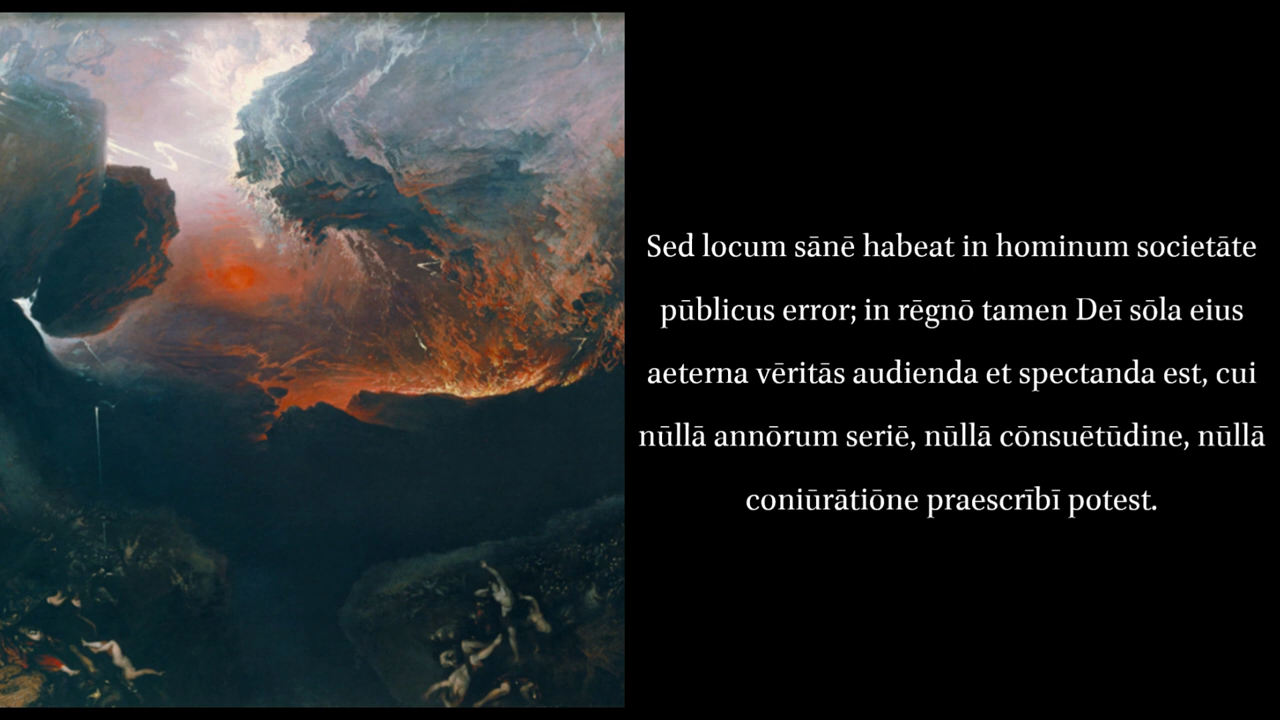 Sed locum sānē habeat in hominum societāte
pūblicus error; in rēgnō tamen Deī sōla eius
aeterna vēritās audienda et spectanda est, cui
nūllā annōrum seriē, nūllā cōnsuētūdine, nūllā
coniūrātiōne praescrībī potest.